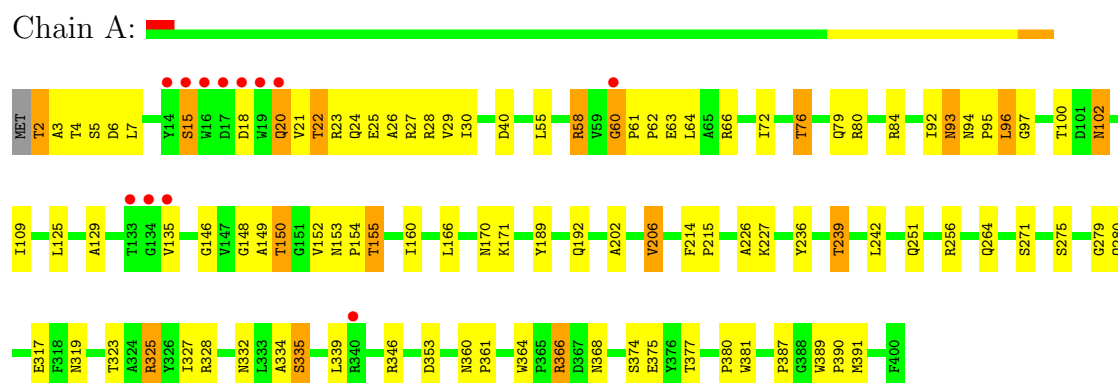 Chain A:
MET T2 A3 T4 S5 D6 L7 Y14 S15 W16 D17 D18 W19 Q20 V21 T22 R23 Q24 E25 A26 R27 R28 V29 I30 D40 L55 R58 V59 G60 P61 P62 E63 L64 A65 R66 I72 T76 Q79 R80 R84 I92 N93 N94 P95 L96 G97 T100 D101 N102
I109 L125 A129 T133 G134 V135 G146 V147 G148 A149 T150 G151 V152 N153 P154 T155 I160 L166 N170 K171 Y189 Q192 A202 V206 F214 P215 A226 K227 Y236 T239 L242 Q251 R256 Q264 S271 S275 G279
E317 F318 N319 T323 A324 R325 Y326 I327 R328 N332 L333 A334 S335 L339 R340 R346 D353 N360 P361 W364 P365 R366 D367 N368 S374 E375 Y376 T377 P380 W381 P387 G388 W389 P390 M391 F400